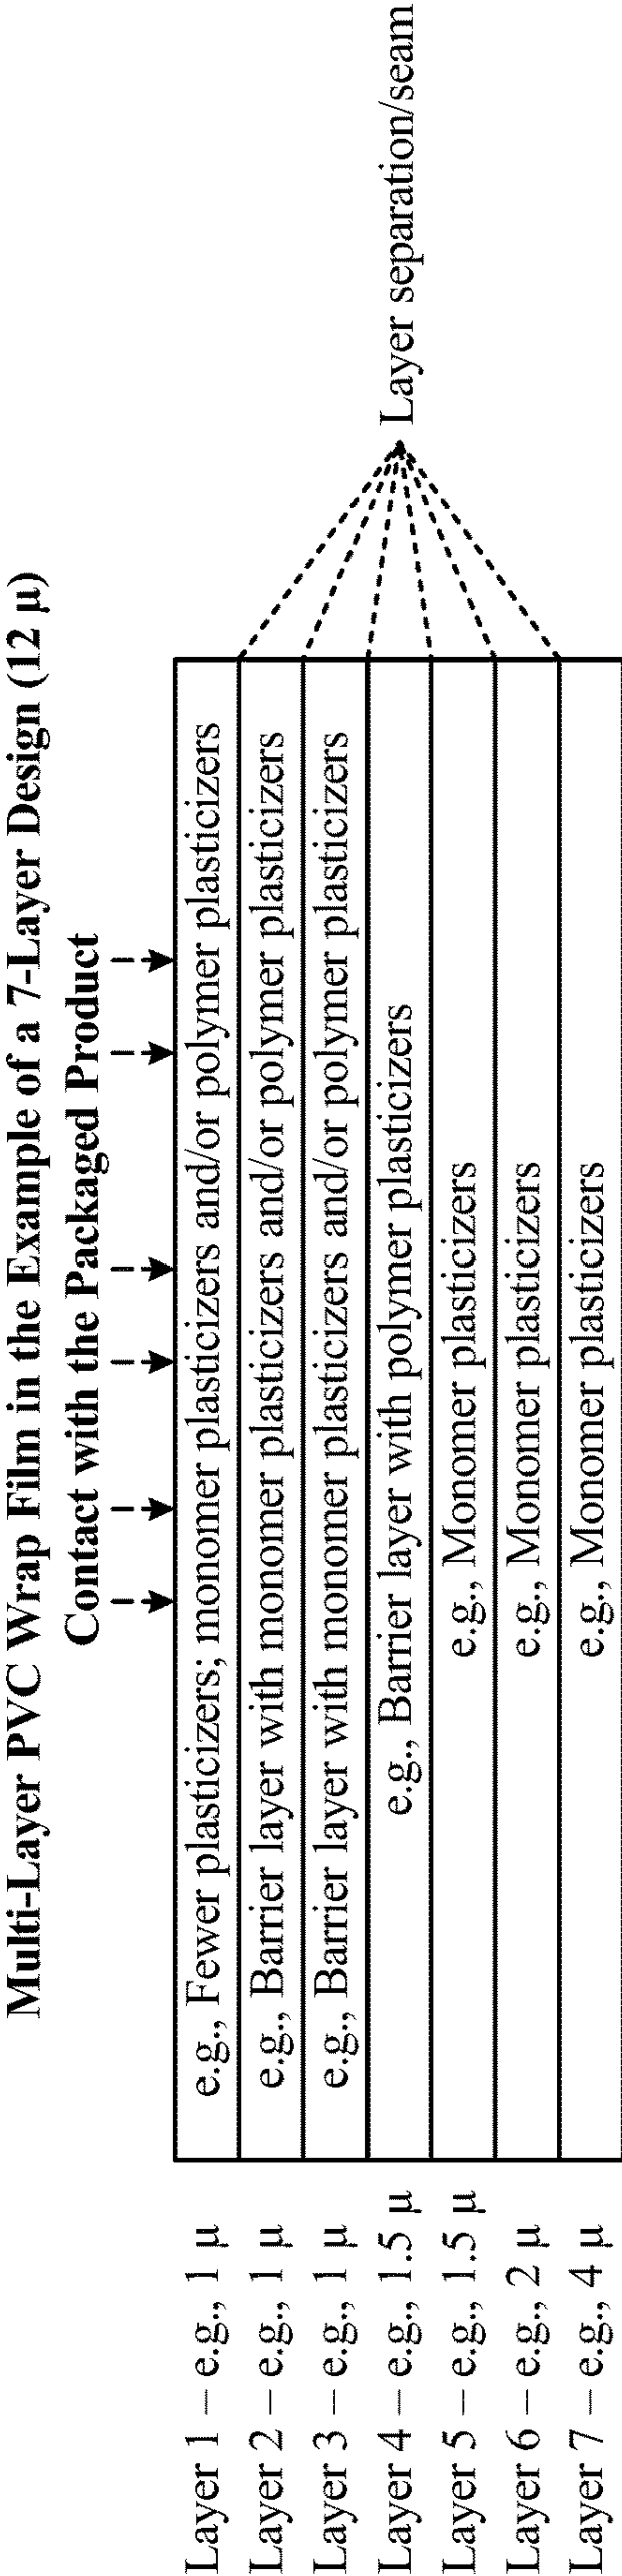 Multi-Layer PVC Wrap Film in the Example of a 7-Layer Design (12 μ)
Contact with the Packaged Product
Layer 1 – e.g., 1 μ
e.g., Fewer plasticizers; monomer plasticizers and/or polymer plasticizers
Layer 2 – e.g., 1 μ
e.g., Barrier layer with monomer plasticizers and/or polymer plasticizers
Layer 3 – e.g., 1 μ
e.g., Barrier layer with monomer plasticizers and/or polymer plasticizers
Layer 4 – e.g., 1.5 μ
e.g., Barrier layer with polymer plasticizers
Layer 5 – e.g., 1.5 μ
e.g., Monomer plasticizers
Layer 6 – e.g., 2 μ
e.g., Monomer plasticizers
Layer 7 – e.g., 4 μ
e.g., Monomer plasticizers
Layer separation/seam